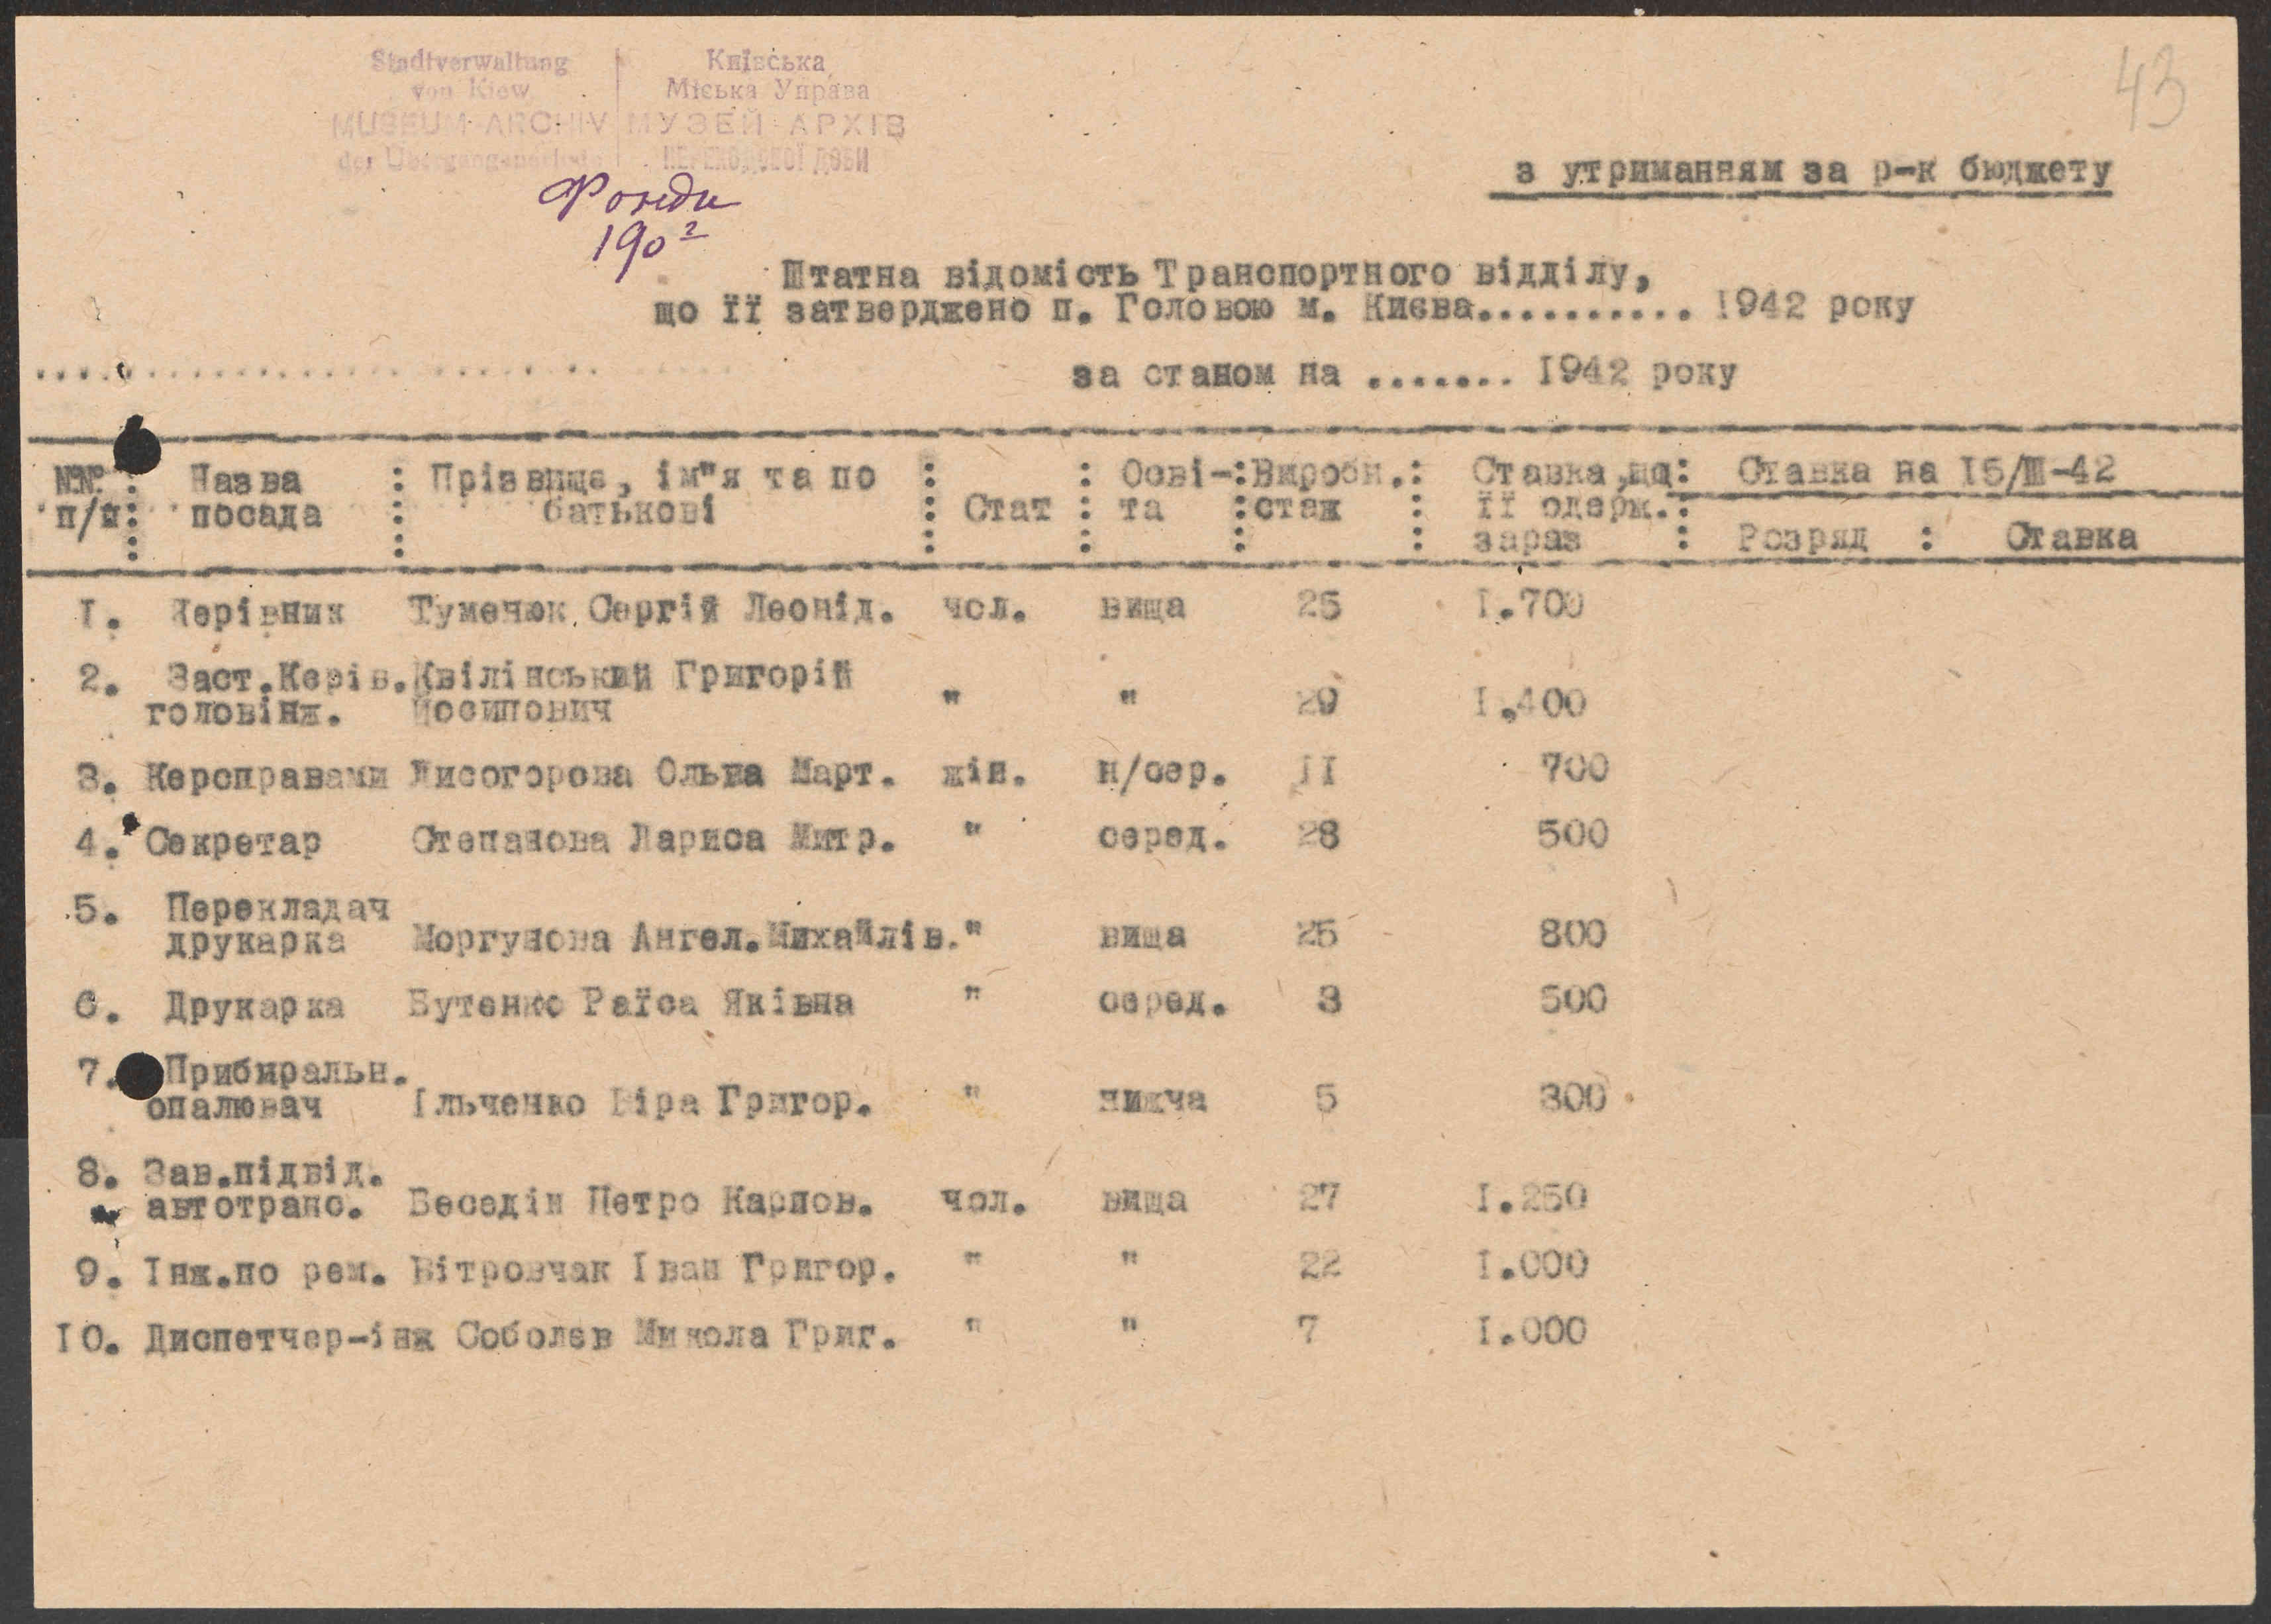 43
Stadtverwaltung von Kiew
MUSEUM-ARCHIV
der Übergangsperiode
Київська
Міська Управа
МУЗЕЙ-АРХІВ
ПЕРЕХОДОВОЇ ДОБИ
Фонди
190²
з утриманням за р-к бюджету
Штатна відомість Транспортного відділу,
що її затверджено п. Головою м. Києва.......... 1942 року
за станом на ....... 1942 року
№№ п/п : Назва посада : Прізвище, ім"я та по батькові : Стат : Осві-та : Виробн. стаж : Ставка, що її одерж. зараз : Ставка на 15/III-42
Розряд : Ставка
1. Керівник Туменюк Сергій Леонід. чол. вища 25 1.700
2. Заст.Керів. Квілінський Григорій
головінж. Йосипович " " 29 1.400
3. Керсправами Лисогорова Ольга Март. жін. н/сер. 11 700
4. Секретар Степанова Лариса Митр. " серед. 28 500
5. Перекладач
друкарка Моргунова Ангел.Михайлів. " вища 25 800
6. Друкарка Бутенко Раїса Яківна " серед. 3 500
7. Прибиральн.
опалювач Ільченко Віра Григор. " нижча 5 300
8. Зав.підвід.
автотранс. Беседін Петро Карпов. чол. вища 27 1.250
9. Інж.по рем. Вітровчак Іван Григор. " " 22 1.000
10. Диспетчер-інж Соболєв Микола Григ. " " 7 1.000